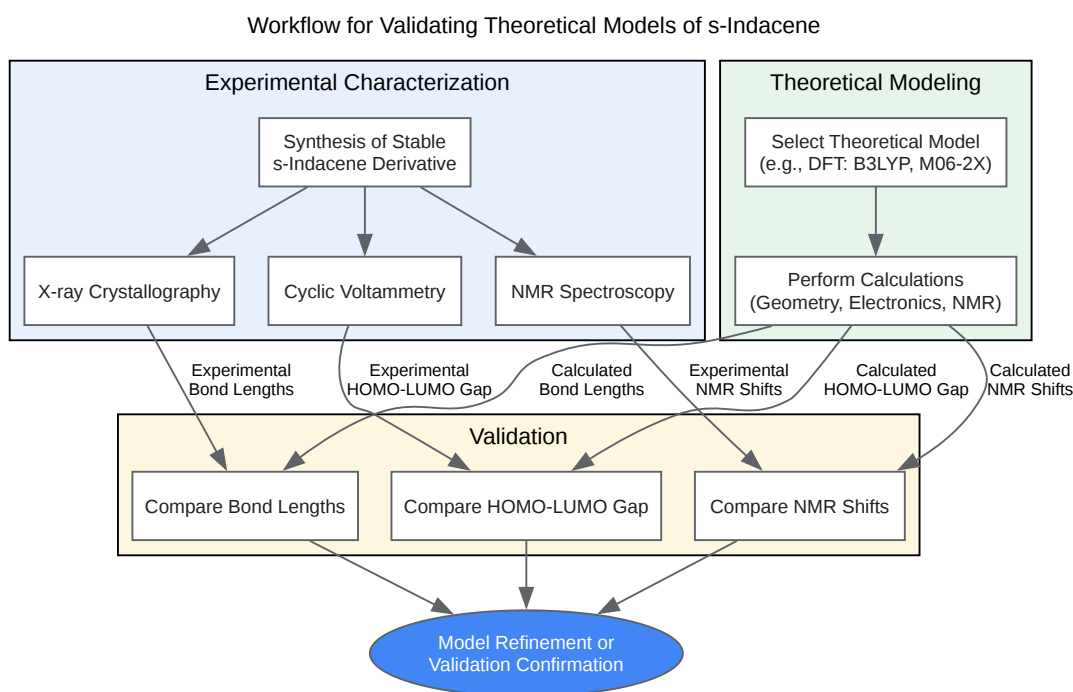 Workflow for Validating Theoretical Models of s-Indacene
Experimental Characterization
Theoretical Modeling
Synthesis of Stable
s-Indacene Derivative
Select Theoretical Model
(e.g., DFT: B3LYP, M06-2X)
X-ray Crystallography
Cyclic Voltammetry
NMR Spectroscopy
Perform Calculations
(Geometry, Electronics, NMR)
Experimental
Bond Lengths
Experimental
HOMO-LUMO Gap
Calculated
Bond Lengths
Experimental
NMR Shifts
Calculated
HOMO-LUMO Gap
Calculated
NMR Shifts
Validation
Compare Bond Lengths
Compare HOMO-LUMO Gap
Compare NMR Shifts
Model Refinement or
Validation Confirmation